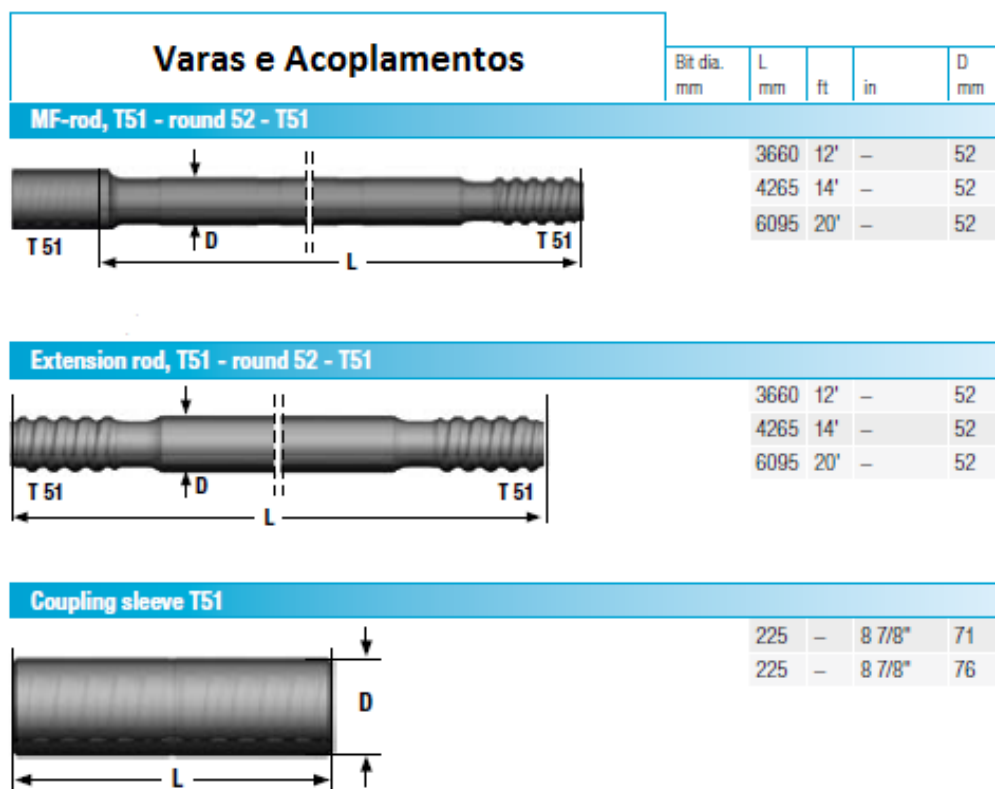 Varas e Acoplamentos
Bit dia. L D
mm mm ft in mm
MF-rod, T51 - round 52 - T51
3660 12' – 52
4265 14' – 52
6095 20' – 52
T 51 D T 51
L
Extension rod, T51 - round 52 - T51
3660 12' – 52
4265 14' – 52
6095 20' – 52
T 51 D T 51
L
Coupling sleeve T51
225 – 8 7/8" 71
225 – 8 7/8" 76
D
L